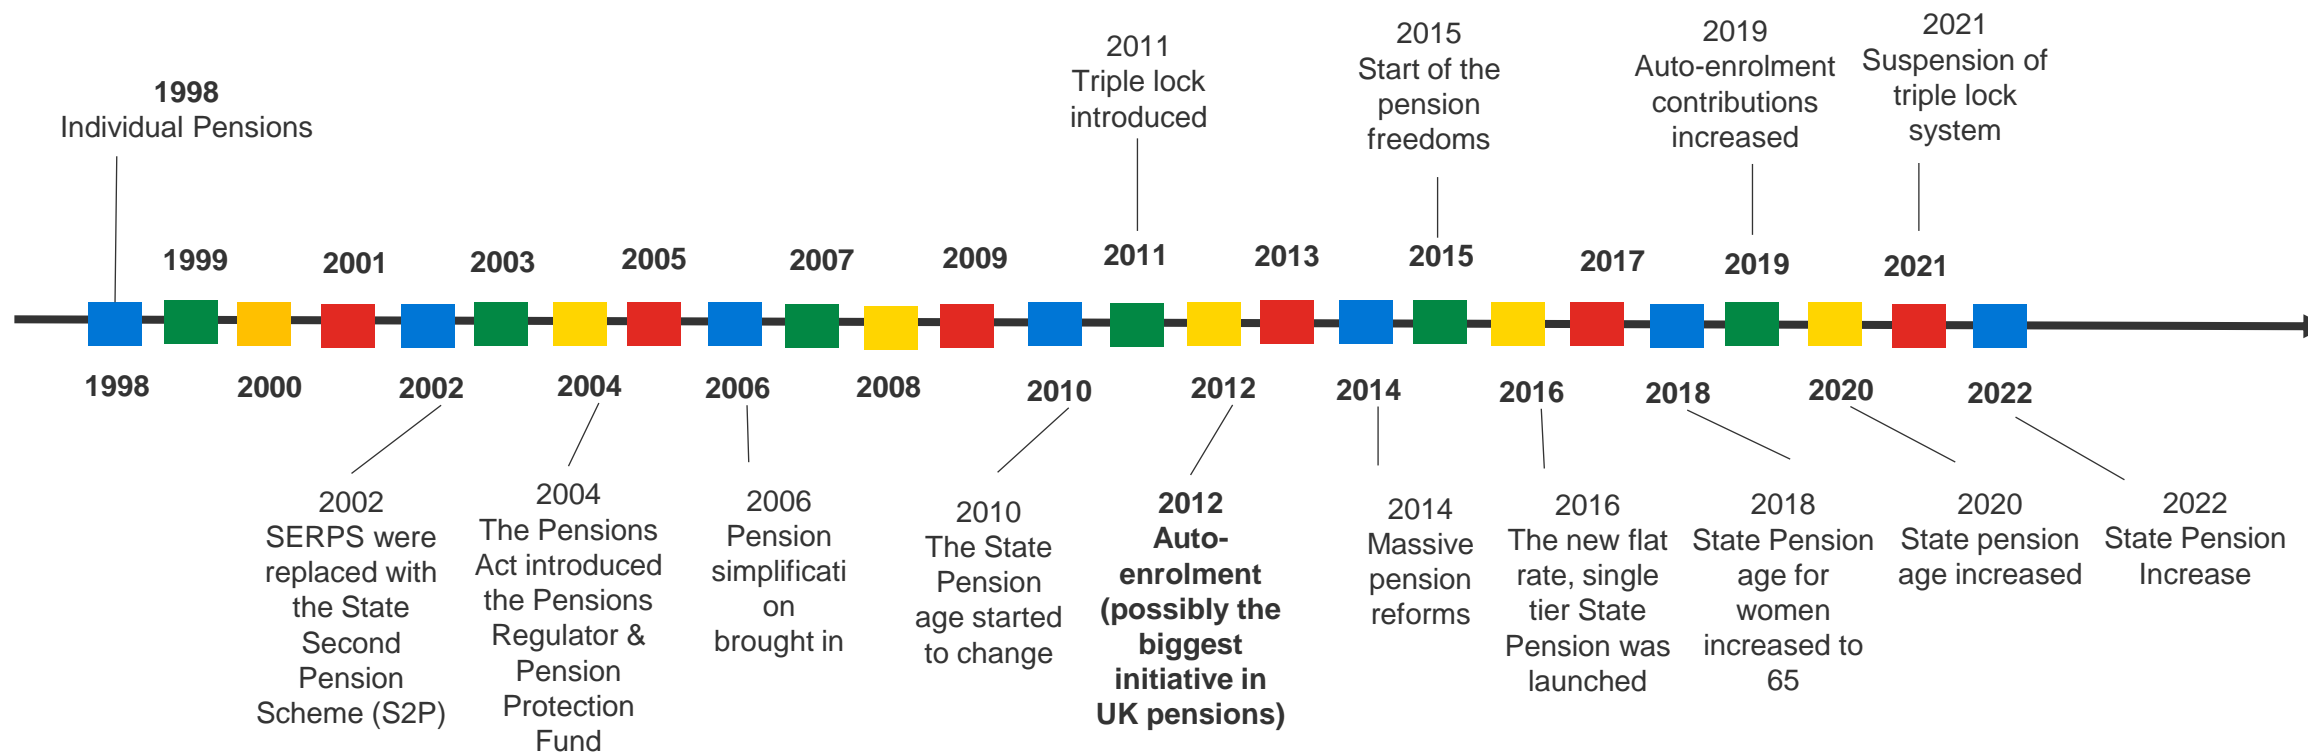 1998
Individual Pensions
2011
Triple lock
introduced
2015
Start of the
pension
freedoms
2019
Auto-enrolment
contributions
increased
2021
Suspension of
triple lock
system
1999
2001
2003
2005
2007
2009
2011
2013
2015
2017
2019
2021
1998
2000
2002
2004
2006
2008
2010
2012
2014
2016
2018
2020
2022
2002
SERPS were
replaced with
the State
Second
Pension
Scheme (S2P)
2004
The Pensions
Act introduced
the Pensions
Regulator &
Pension
Protection
Fund
2006
Pension
simplificati
on
brought in
2010
The State
Pension
age started
to change
2012
Auto-
enrolment
(possibly the
biggest
initiative in
UK pensions)
2014
Massive
pension
reforms
2016
The new flat
rate, single
tier State
Pension was
launched
2018
State Pension
age for
women
increased to
65
2020
State pension
age increased
2022
State Pension
Increase